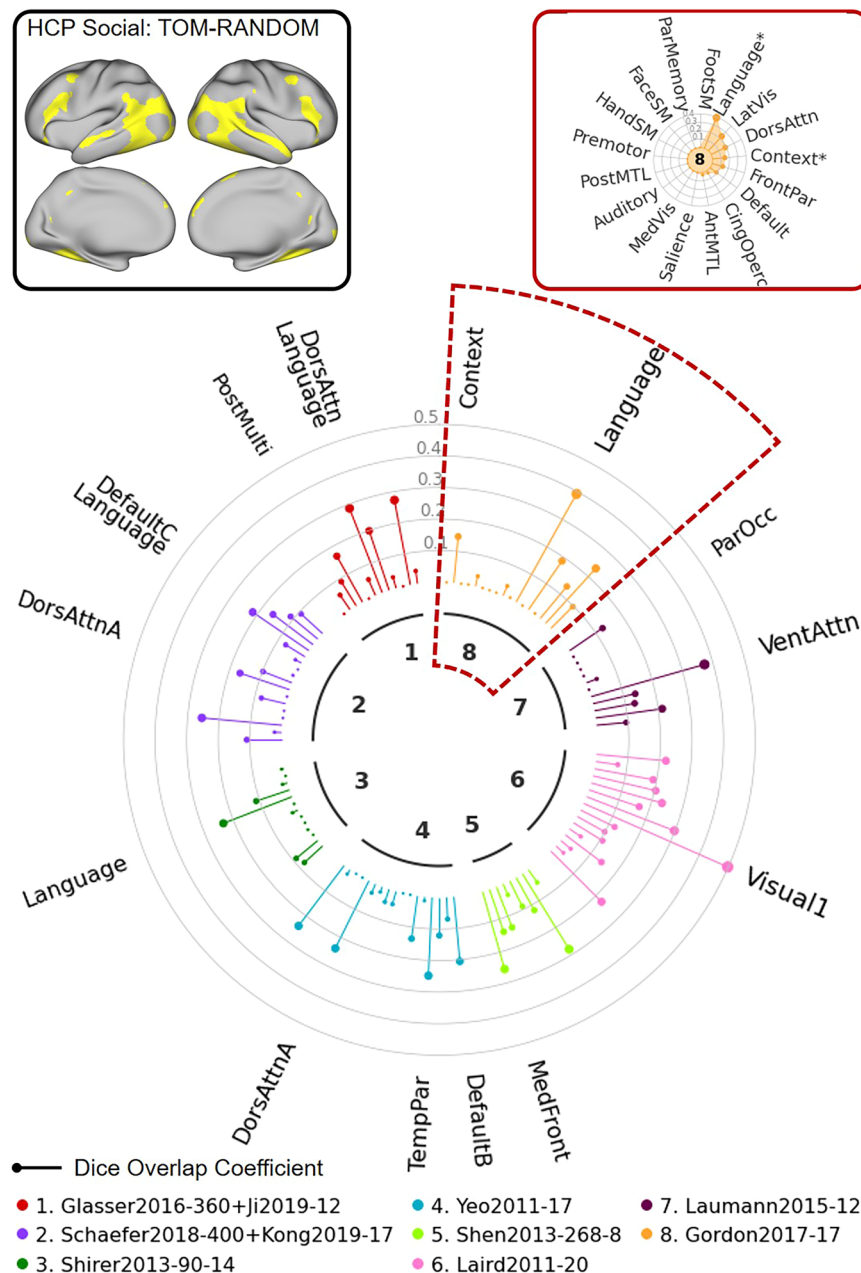 HCP Social: TOM-RANDOM
ParMemory
FootSM
Language*
LatVis
DorsAttn
Context*
FrontPar
Default
CingOperc
AntMTL
Salience
MedVis
Auditory
PostMTL
Premotor
HandSM
FaceSM
8
Context
Language
ParOcc
VentAttn
Visual1
MedFront
DefaultB
TempPar
DorsAttnA
Language
DorsAttnA
DefaultC
Language
PostMulti
DorsAttn
Language
0.5
0.4
0.3
0.2
0.1
1
8
2
7
3
6
4
5
Dice Overlap Coefficient
1. Glasser2016-360+Ji2019-12
2. Schaefer2018-400+Kong2019-17
3. Shirer2013-90-14
4. Yeo2011-17
5. Shen2013-268-8
6. Laird2011-20
7. Laumann2015-12
8. Gordon2017-17